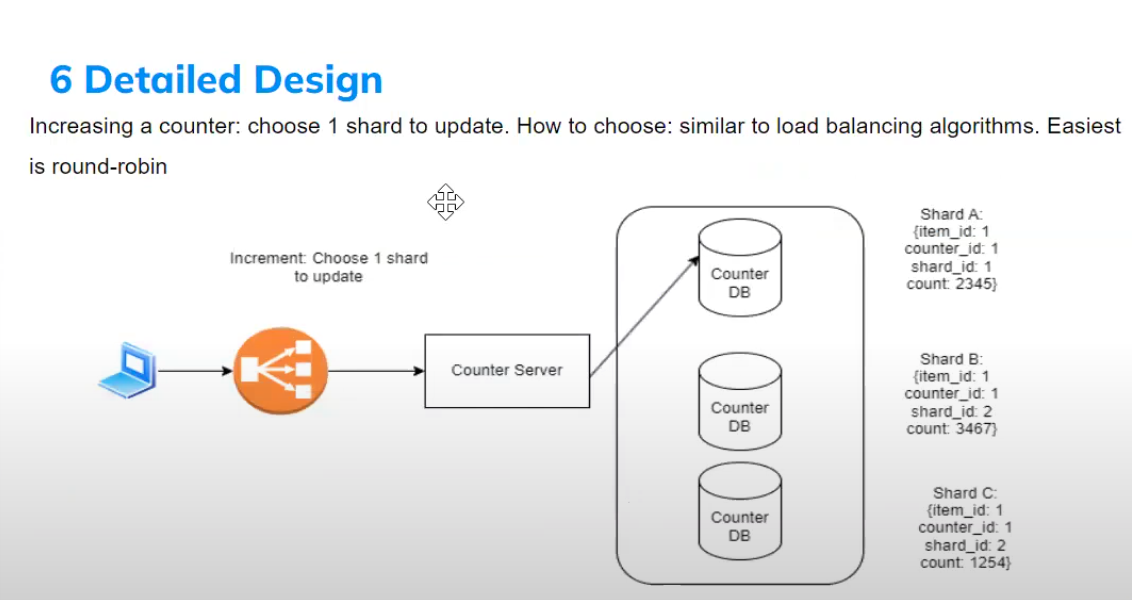 6 Detailed Design
Increasing a counter: choose 1 shard to update. How to choose: similar to load balancing algorithms. Easiest
is round-robin
Increment: Choose 1 shard
to update
Counter Server
Counter
DB
Counter
DB
Counter
DB
Shard A:
{item_id: 1
counter_id: 1
shard_id: 1
count: 2345}
Shard B:
{item_id: 1
counter_id: 1
shard_id: 2
count: 3467}
Shard C:
{item_id: 1
counter_id: 1
shard_id: 2
count: 1254}